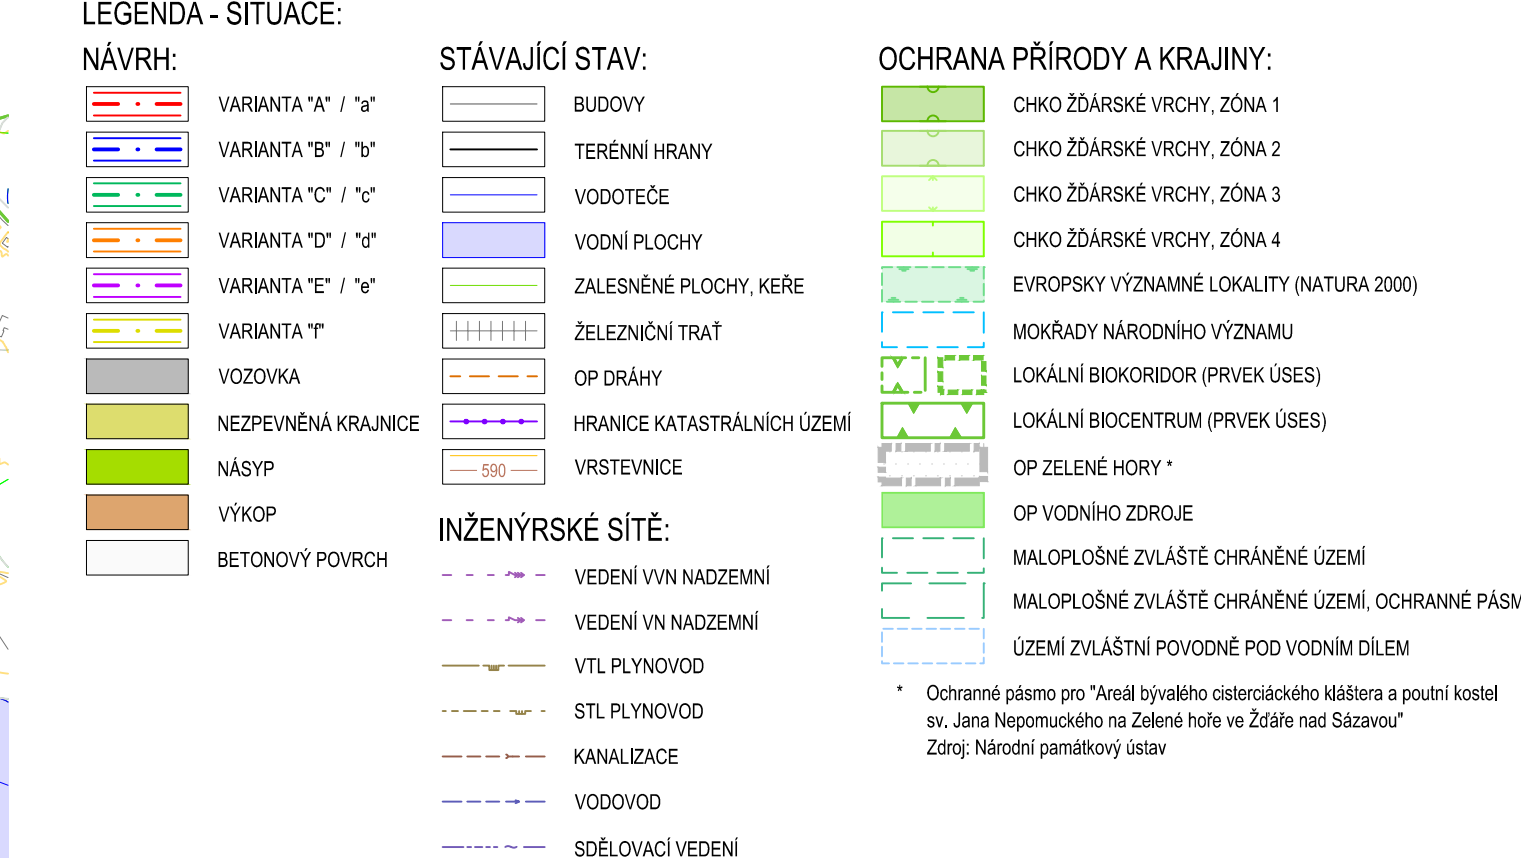 LEGENDA - SITUACE:
NÁVRH:
VARIANTA "A" / "a"
VARIANTA "B" / "b"
VARIANTA "C" / "c"
VARIANTA "D" / "d"
VARIANTA "E" / "e"
VARIANTA "f"
VOZOVKA
NEZPEVNĚNÁ KRAJNICE
NÁSYP
VÝKOP
BETONOVÝ POVRCH
STÁVAJÍCÍ STAV:
BUDOVY
TERÉNNÍ HRANY
VODOTEČE
VODNÍ PLOCHY
ZALESNĚNÉ PLOCHY, KEŘE
ŽELEZNIČNÍ TRAŤ
OP DRÁHY
HRANICE KATASTRÁLNÍCH ÚZEMÍ
590 VRSTEVNICE
INŽENÝRSKÉ SÍTĚ:
VEDENÍ VVN NADZEMNÍ
VEDENÍ VN NADZEMNÍ
VTL PLYNOVOD
STL PLYNOVOD
KANALIZACE
VODOVOD
SDĚLOVACÍ VEDENÍ
OCHRANA PŘÍRODY A KRAJINY:
CHKO ŽĎÁRSKÉ VRCHY, ZÓNA 1
CHKO ŽĎÁRSKÉ VRCHY, ZÓNA 2
CHKO ŽĎÁRSKÉ VRCHY, ZÓNA 3
CHKO ŽĎÁRSKÉ VRCHY, ZÓNA 4
EVROPSKY VÝZNAMNÉ LOKALITY (NATURA 2000)
MOKŘADY NÁRODNÍHO VÝZNAMU
LOKÁLNÍ BIOKORIDOR (PRVEK ÚSES)
LOKÁLNÍ BIOCENTRUM (PRVEK ÚSES)
OP ZELENÉ HORY *
OP VODNÍHO ZDROJE
MALOPLOŠNÉ ZVLÁŠTĚ CHRÁNĚNÉ ÚZEMÍ
MALOPLOŠNÉ ZVLÁŠTĚ CHRÁNĚNÉ ÚZEMÍ, OCHRANNÉ PÁSM
ÚZEMÍ ZVLÁŠTNÍ POVODNĚ POD VODNÍM DÍLEM
* Ochranné pásmo pro "Areál bývalého cisterciáckého kláštera a poutní kostel
sv. Jana Nepomuckého na Zelené hoře ve Žďáře nad Sázavou"
Zdroj: Národní památkový ústav